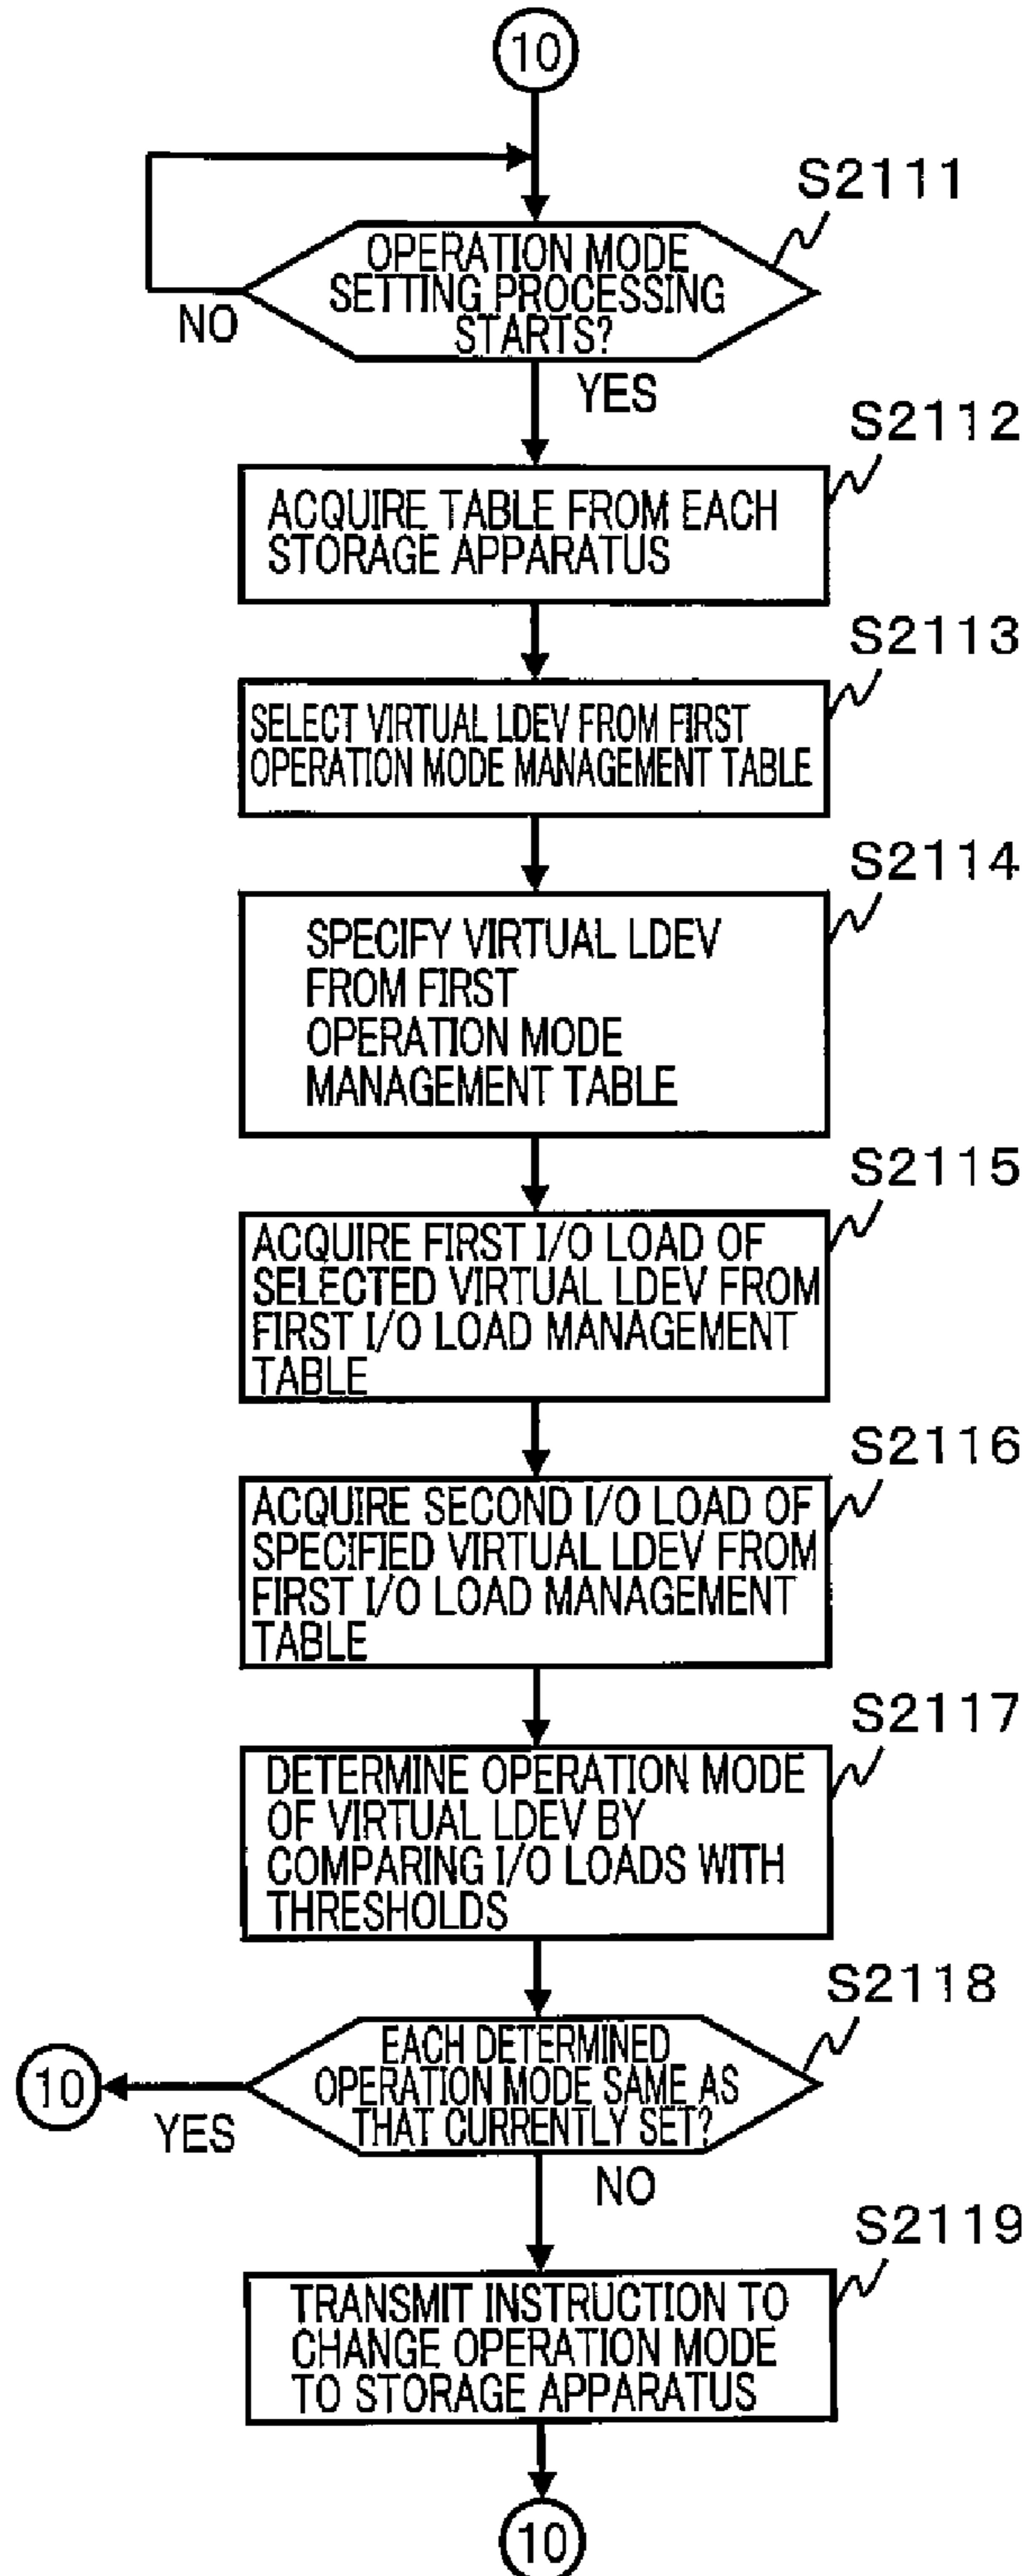 10
S2111
OPERATION MODE
SETTING PROCESSING
STARTS?
NO
YES
S2112
ACQUIRE TABLE FROM EACH
STORAGE APPARATUS
S2113
SELECT VIRTUAL LDEV FROM FIRST
OPERATION MODE MANAGEMENT TABLE
S2114
SPECIFY VIRTUAL LDEV
FROM FIRST
OPERATION MODE
MANAGEMENT TABLE
S2115
ACQUIRE FIRST I/O LOAD OF
SELECTED VIRTUAL LDEV FROM
FIRST I/O LOAD MANAGEMENT
TABLE
S2116
ACQUIRE SECOND I/O LOAD OF
SPECIFIED VIRTUAL LDEV FROM
FIRST I/O LOAD MANAGEMENT
TABLE
S2117
DETERMINE OPERATION MODE
OF VIRTUAL LDEV BY
COMPARING I/O LOADS WITH
THRESHOLDS
S2118
EACH DETERMINED
OPERATION MODE SAME AS
THAT CURRENTLY SET?
10
YES
NO
S2119
TRANSMIT INSTRUCTION TO
CHANGE OPERATION MODE
TO STORAGE APPARATUS
10